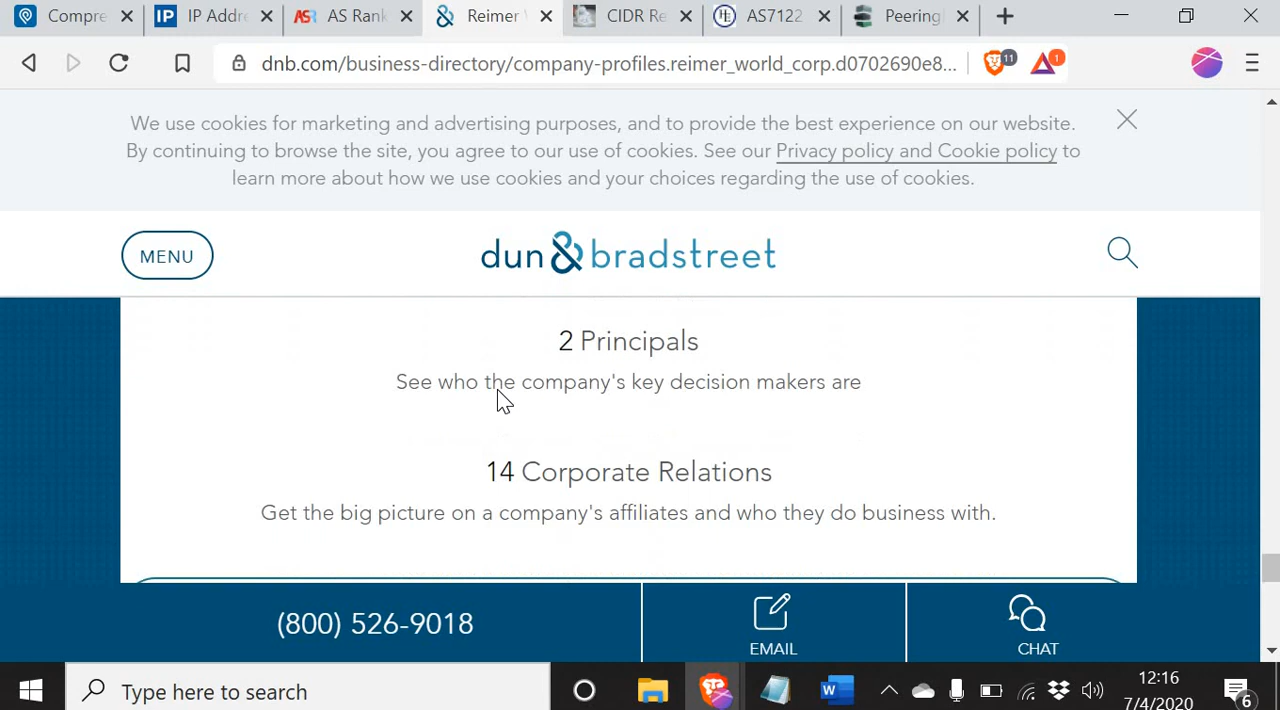 Compre
IP
IP Addre
ASR
AS Rank
Reimer
CIDR Re
HE
AS7122
Peering
dnb.com/business-directory/company-profiles.reimer_world_corp.d0702690e8...
11
1
We use cookies for marketing and advertising purposes, and to provide the best experience on our website.
By continuing to browse the site, you agree to our use of cookies. See our Privacy policy and Cookie policy to
learn more about how we use cookies and your choices regarding the use of cookies.
MENU
dun & bradstreet
2 Principals
See who the company's key decision makers are
14 Corporate Relations
Get the big picture on a company's affiliates and who they do business with.
(800) 526-9018
EMAIL
CHAT
Type here to search
W
12:16
7/4/2020
6